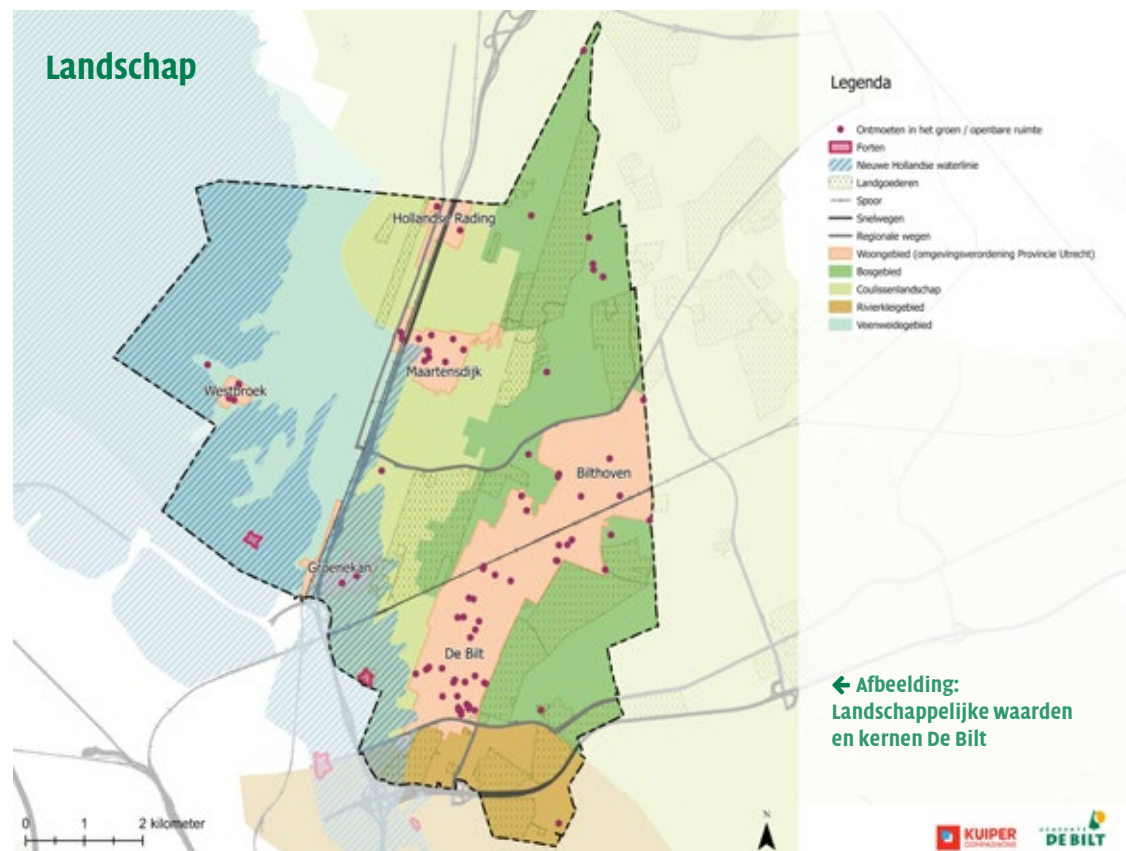 Landschap
Legenda
Ontmoeten in het groen / openbare ruimte
Forten
Nieuwe Hollandse waterlinie
Landgoederen
Spoor
Snelwegen
Regionale wegen
Woongebied (omgevingsverordening Provincie Utrecht)
Bosgebied
Coulissenlandschap
Rivierkleigebied
Veenweidegebied
Hollandse Rading
Maartensdijk
Westbroek
Bilthoven
Groenekan
De Bilt
← Afbeelding:
Landschappelijke waarden
en kernen De Bilt
0 1 2 kilometer
N
KUIPER
COMPAGNONS
GEMEENTE
DE BILT